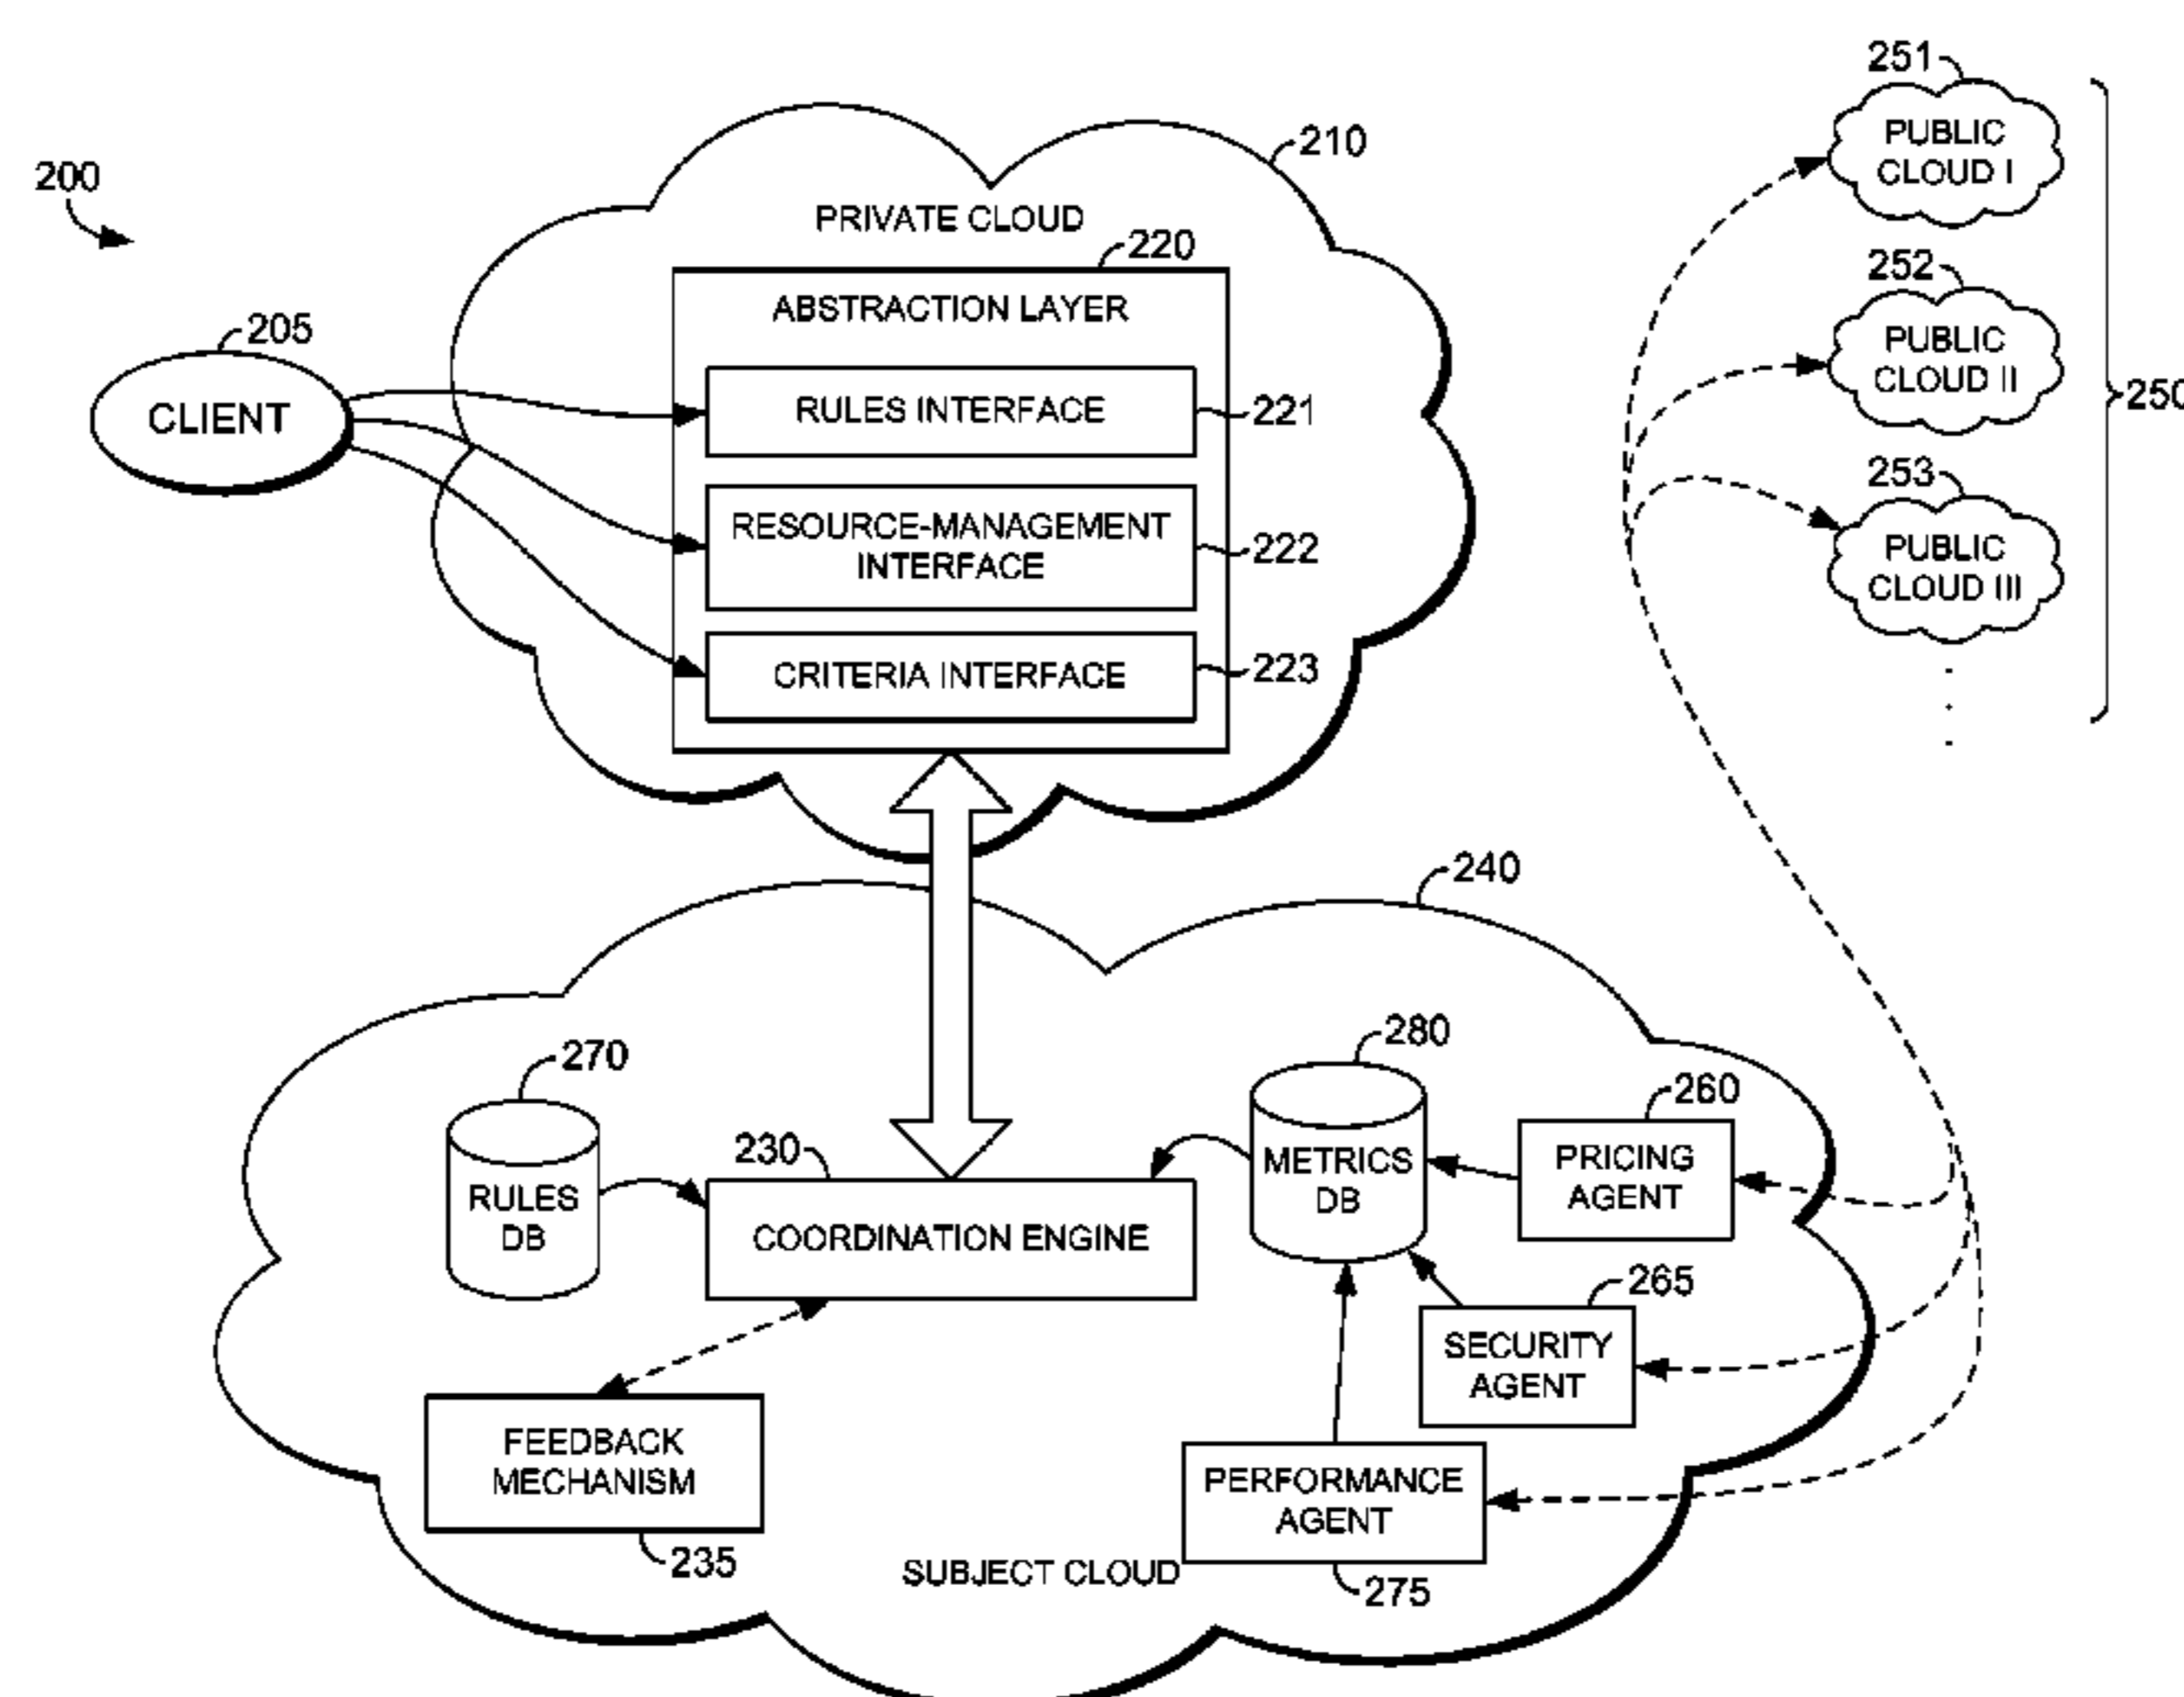 200
210
PRIVATE CLOUD
220
ABSTRACTION LAYER
205
CLIENT
RULES INTERFACE
221
RESOURCE-MANAGEMENT
INTERFACE
222
CRITERIA INTERFACE
223
251
PUBLIC
CLOUD I
252
PUBLIC
CLOUD II
250
253
PUBLIC
CLOUD III
240
270
RULES
DB
230
COORDINATION ENGINE
280
METRICS
DB
260
PRICING
AGENT
265
SECURITY
AGENT
FEEDBACK
MECHANISM
235
PERFORMANCE
AGENT
275
SUBJECT CLOUD